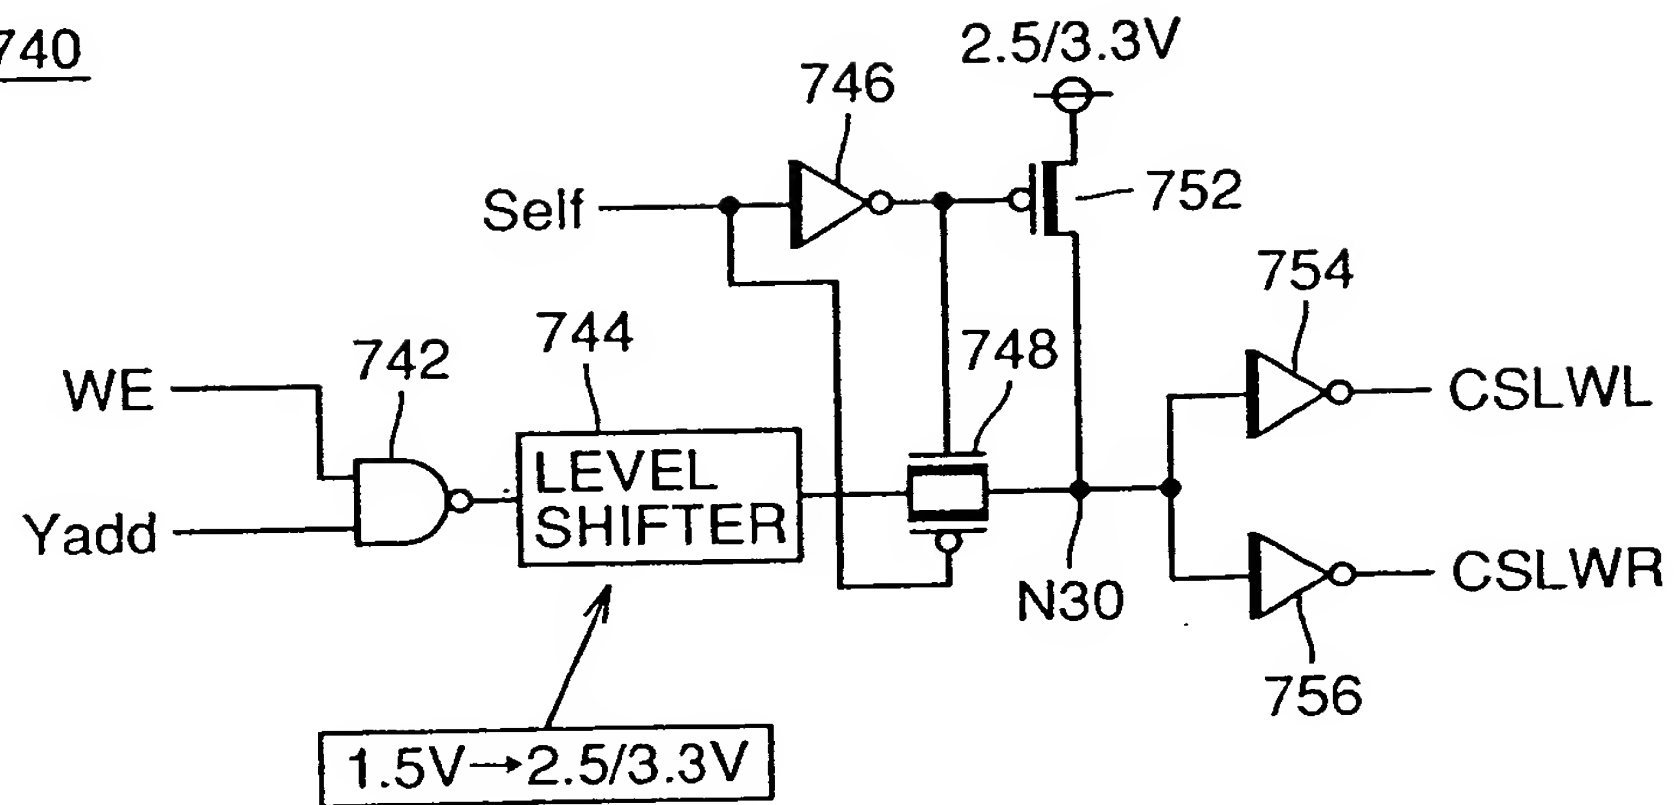 740
2.5/3.3V
746
752
Self
754
744
748
742
WE
CSLWL
LEVEL
SHIFTER
Yadd
N30
CSLWR
756
1.5V→2.5/3.3V